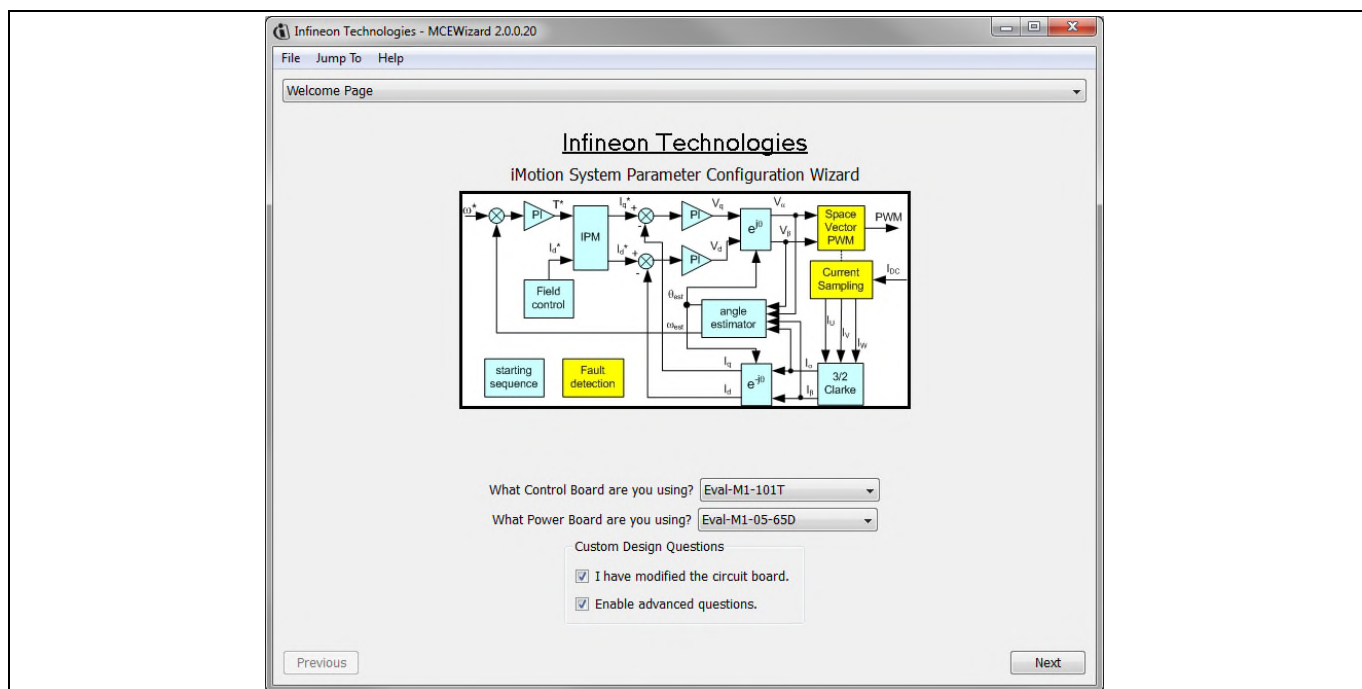 Infineon Technologies - MCEWizard 2.0.0.20
File Jump To Help
Welcome Page
Infineon Technologies
iMotion System Parameter Configuration Wizard
ω*
PI
T*
IPM
Iq*
+
-
PI
Vq
e^jθ
Vα
Vβ
Space
Vector
PWM
PWM
Id*
Id*
+
-
PI
Vd
Field
control
Current
Sampling
IDC
θest
angle
estimator
ωest
IU
IV
IW
starting
sequence
Fault
detection
Iq
Id
e^-jθ
Iα
Iβ
3/2
Clarke
What Control Board are you using? Eval-M1-101T
What Power Board are you using? Eval-M1-05-65D
Custom Design Questions
I have modified the circuit board.
Enable advanced questions.
Previous
Next